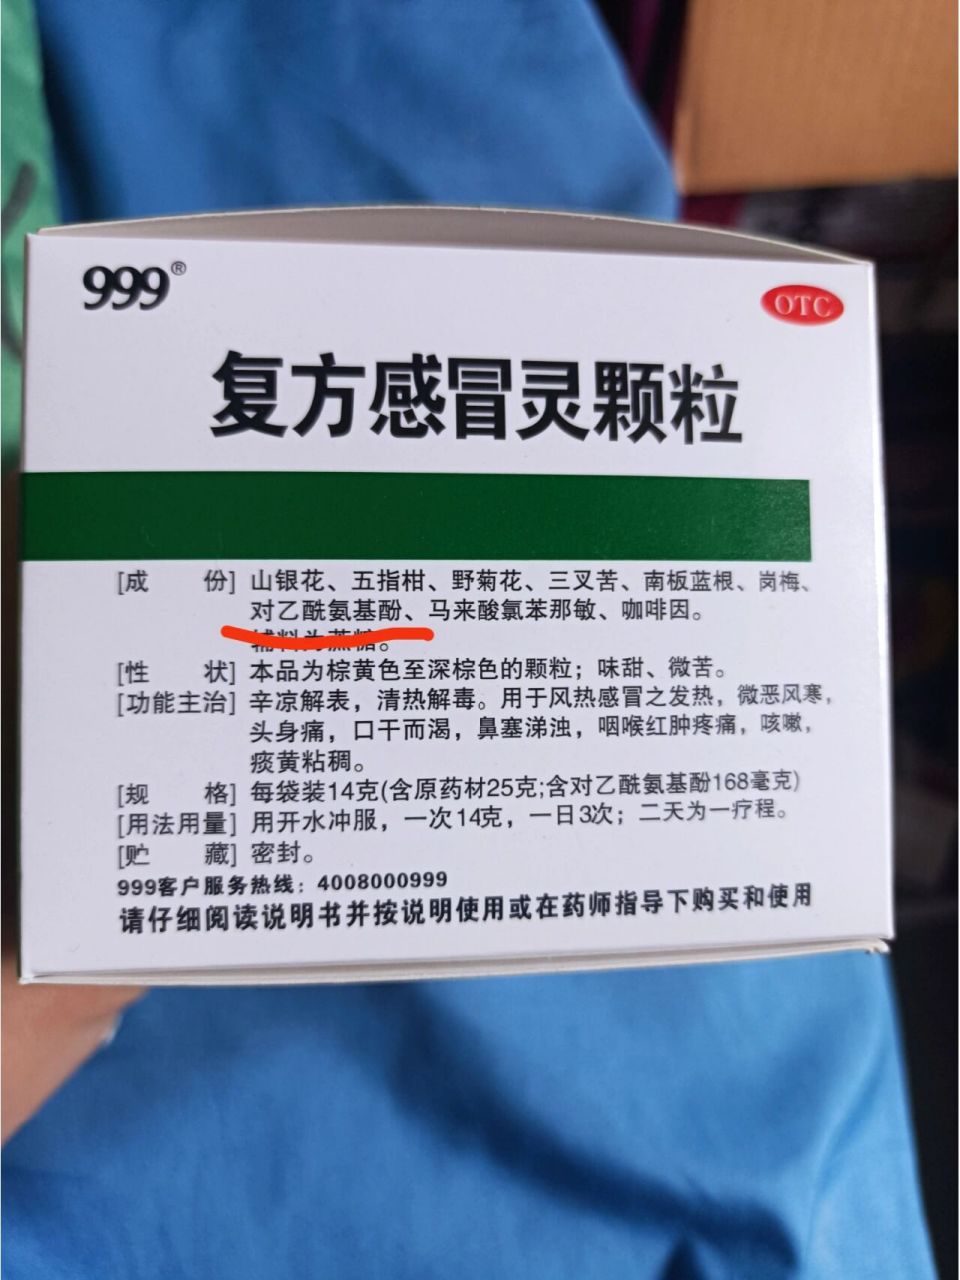 999®
OTC
复方感冒灵颗粒
[成 份] 山银花、五指柑、野菊花、三叉苦、南板蓝根、岗梅、
对乙酰氨基酚、马来酸氯苯那敏、咖啡因。
辅料为蔗糖。
[性 状] 本品为棕黄色至深棕色的颗粒；味甜、微苦。
[功能主治] 辛凉解表，清热解毒。用于风热感冒之发热，微恶风寒，
头身痛，口干而渴，鼻塞涕浊，咽喉红肿疼痛，咳嗽，
痰黄粘稠。
[规 格] 每袋装14克(含原药材25克;含对乙酰氨基酚168毫克)
[用法用量] 用开水冲服，一次14克，一日3次；二天为一疗程。
[贮 藏] 密封。
999客户服务热线：4008000999
请仔细阅读说明书并按说明使用或在药师指导下购买和使用